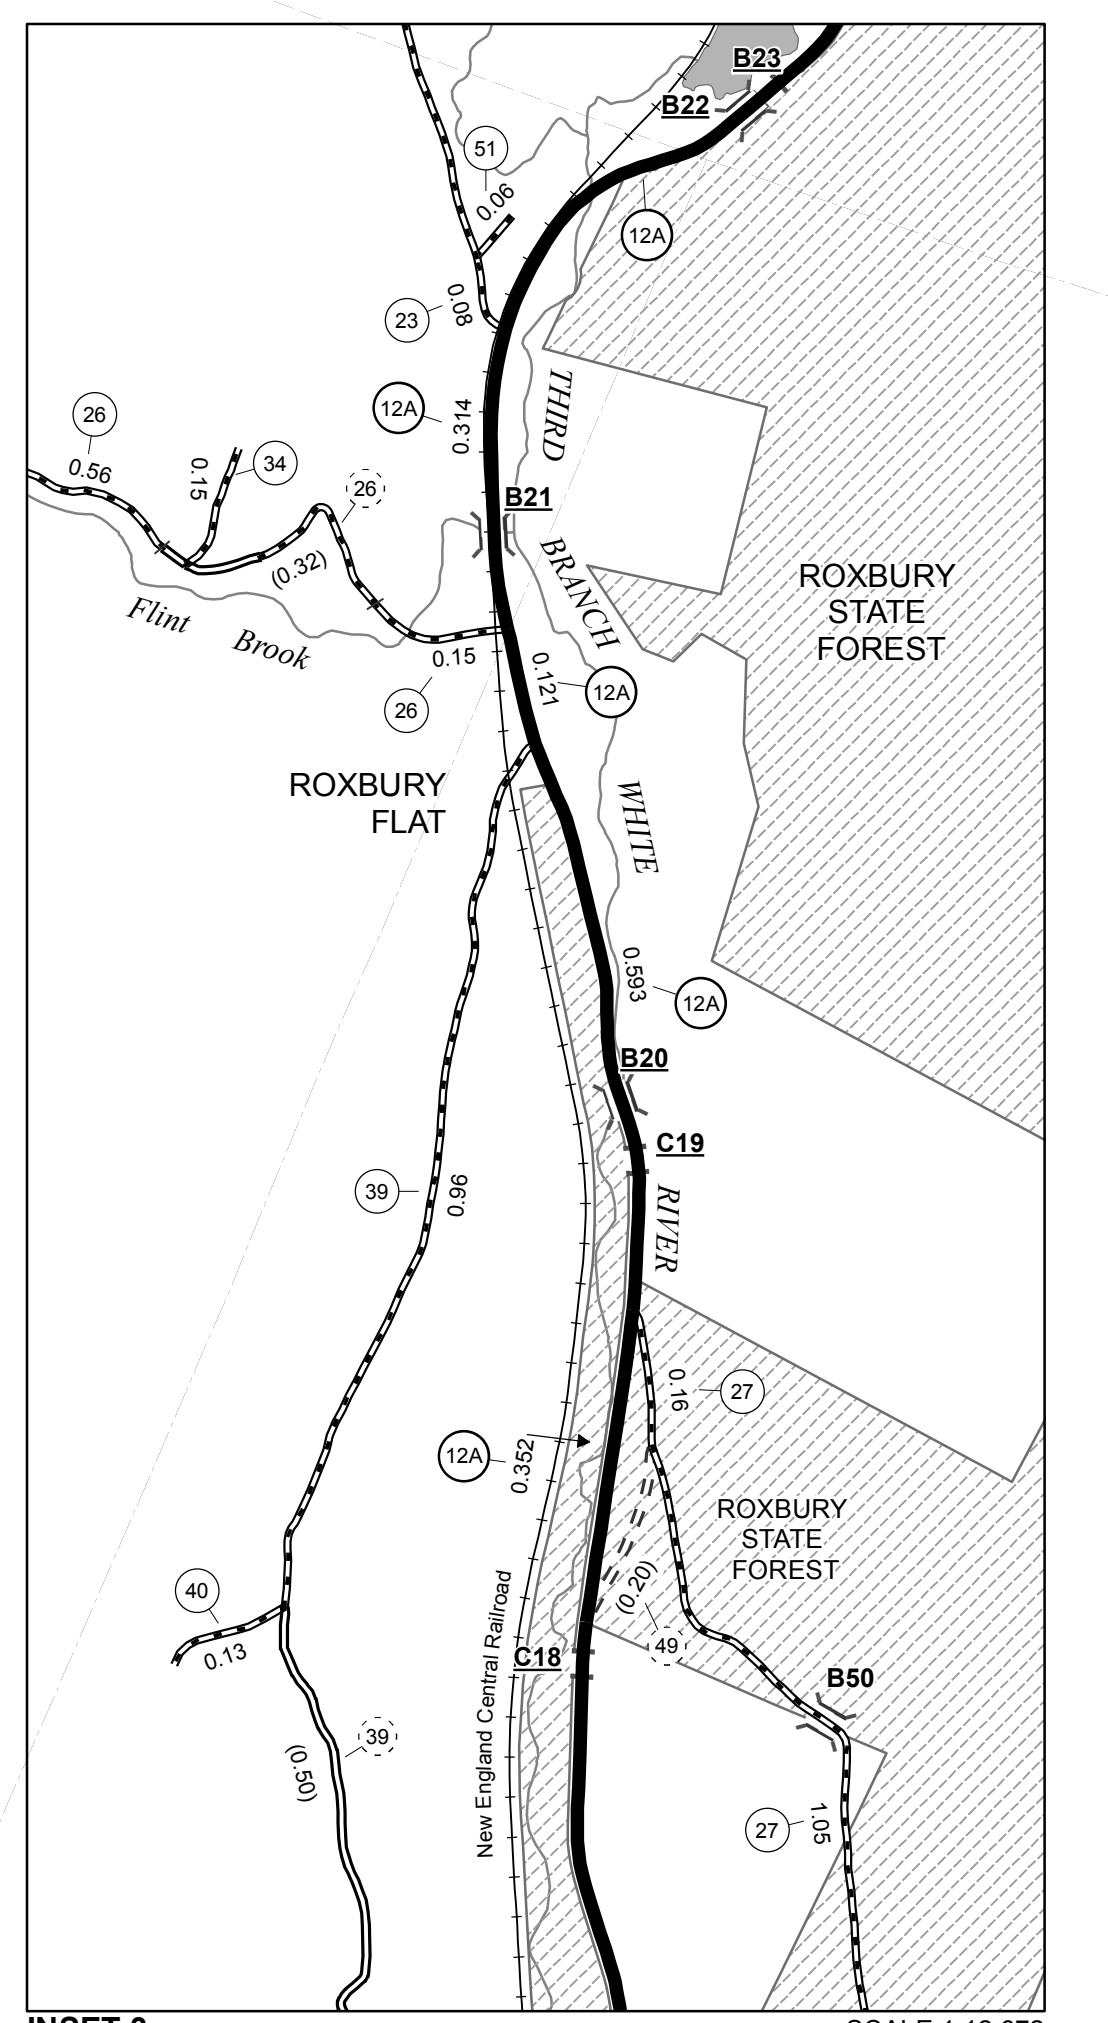 B23
B22
51
0.06
12A
0.08
23
12A
0.314
THIRD
26
0.56
0.15
34
26
B21
(0.32)
BRANCH
ROXBURY
STATE
FOREST
Flint Brook
0.15
26
0.121
12A
ROXBURY
FLAT
WHITE
0.593
12A
B20
C19
39
0.96
RIVER
0.16
27
12A
0.352
ROXBURY
STATE
FOREST
(0.20)
49
40
0.13
New England Central Railroad
C18
B50
39
(0.50)
27
1.05